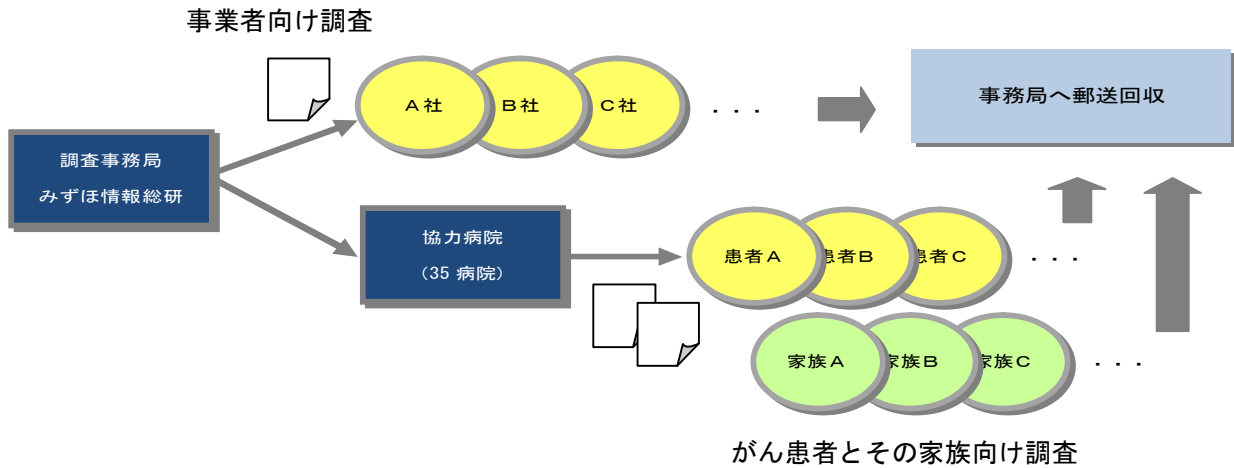 事業者向け調査
A社
B社
C社
...
事務局へ郵送回収
調査事務局
みずほ情報総研
協力病院
(35 病院)
患者A
患者B
患者C
...
家族A
家族B
家族C
...
がん患者とその家族向け調査